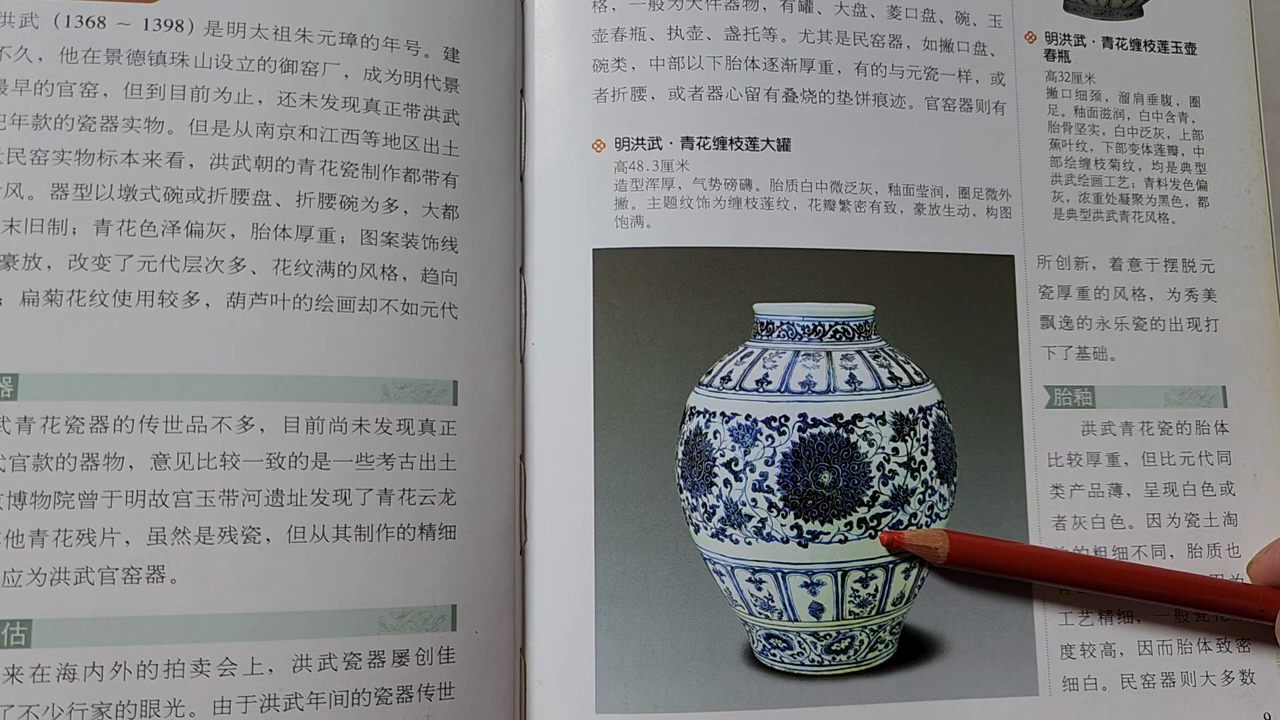 洪武（1368 ~ 1398）是明太祖朱元璋的年号。建
不久，他在景德镇珠山设立的御窑厂，成为明代景
最早的官窑，但到目前为止，还未发现真正带洪武
纪年款的瓷器实物。但是从南京和江西等地区出土
民窑实物标本来看，洪武朝的青花瓷制作都带有
风。器型以墩式碗或折腰盘、折腰碗为多，大都
末旧制；青花色泽偏灰，胎体厚重；图案装饰线
豪放，改变了元代层次多、花纹满的风格，趋向
；扁菊花纹使用较多，葫芦叶的绘画却不如元代
器
武青花瓷器的传世品不多，目前尚未发现真正
官款的器物，意见比较一致的是一些考古出土
博物院曾于明故宫玉带河遗址发现了青花云龙
他青花残片，虽然是残瓷，但从其制作的精细
应为洪武官窑器。
估
来在海内外的拍卖会上，洪武瓷器屡创佳
了不少行家的眼光。由于洪武年间的瓷器传世
格，一般为大件器物，有罐、大盘、菱口盘、碗、玉
壶春瓶、执壶、盏托等。尤其是民窑器，如撇口盘、
碗类，中部以下胎体逐渐厚重，有的与元瓷一样，或
者折腰，或者器心留有叠烧的垫饼痕迹。官窑器则有
明洪武·青花缠枝莲大罐
高48.3厘米
造型浑厚，气势磅礴。胎质白中微泛灰，釉面莹润，圈足微外
撇。主题纹饰为缠枝莲纹，花瓣繁密有致，豪放生动，构图
饱满。
明洪武·青花缠枝莲玉壶
春瓶
高32厘米
撇口细颈，溜肩垂腹，圈
足。釉面滋润，白中含青，
胎骨坚实，白中泛灰，上部
蕉叶纹，下部变体莲瓣，中
部绘缠枝菊纹，均是典型
洪武绘画工艺；青料发色偏
灰，浓重处凝聚为黑色，都
是典型洪武青花风格。
所创新，着意于摆脱元
瓷厚重的风格，为秀美
飘逸的永乐瓷的出现打
下了基础。
胎釉
洪武青花瓷的胎体
比较厚重，但比元代同
类产品薄，呈现白色或
者灰白色。因为瓷土淘
的粗细不同，胎质也
工艺精细，一般瓷化
度较高，因而胎体致密
细白。民窑器则大多数